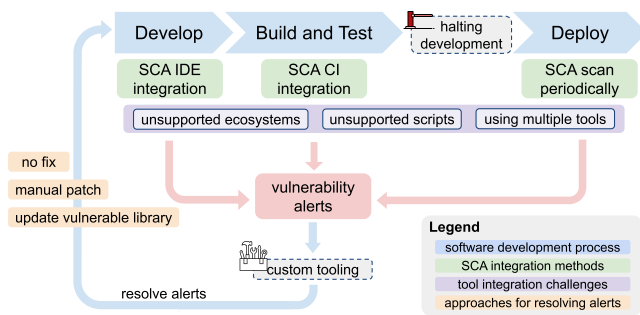 Develop
Build and Test
halting
development
Deploy
SCA IDE
integration
SCA CI
integration
SCA scan
periodically
unsupported ecosystems
unsupported scripts
using multiple tools
no fix
manual patch
update vulnerable library
vulnerability
alerts
custom tooling
resolve alerts
Legend
software development process
SCA integration methods
tool integration challenges
approaches for resolving alerts